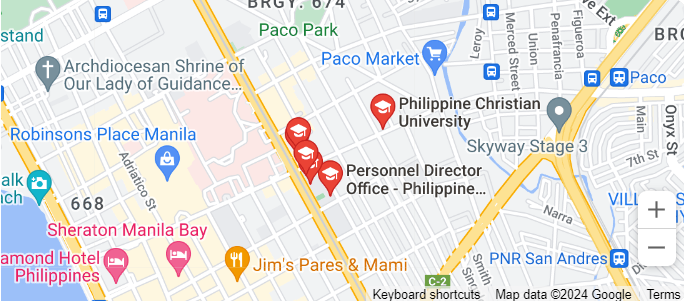 BRGY. 674
Paco Park
stand
Archdiocesan Shrine of
Our Lady of Guidance...
Robinsons Place Manila
Adriatico St
668
Sheraton Manila Bay
amond Hotel
Philippines
Jim's Pares & Mami
Paco Market
Leroy
Merced Street
Union
Penafrancia
Figueroa
ve Ext
BRG
Paco
Philippine Christian
University
Personnel Director
Office - Philippine...
Skyway Stage 3
Main
Onyx St
7th St
Narra
VILL
PNR San Andres
Smith
C-2
Keyboard shortcuts
Map data ©2024 Google
Terms